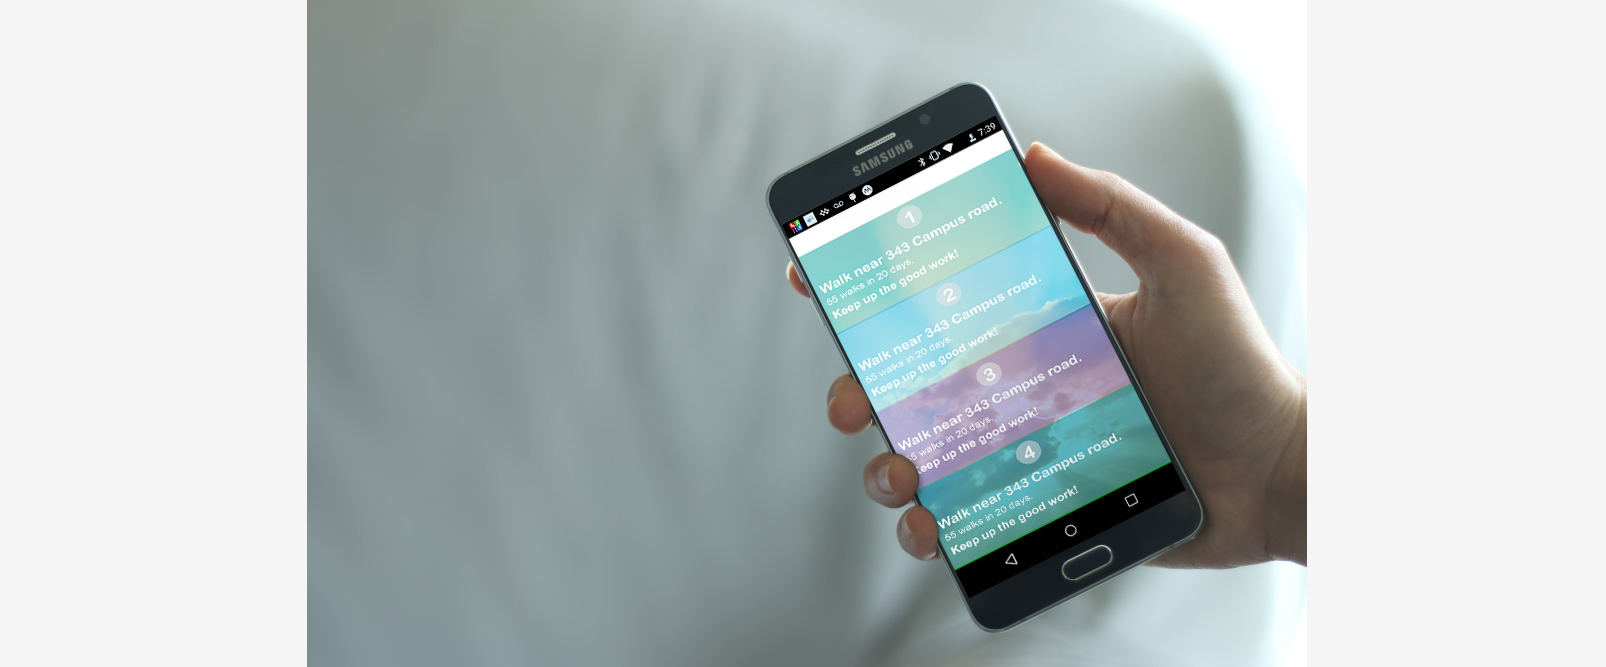 SAMSUNG
7:39
1
Walk near 343 Campus road.
55 walks in 20 days.
Keep up the good work!
2
Walk near 343 Campus road.
55 walks in 20 days.
Keep up the good work!
3
Walk near 343 Campus road.
55 walks in 20 days.
Keep up the good work!
4
Walk near 343 Campus road.
55 walks in 20 days.
Keep up the good work!